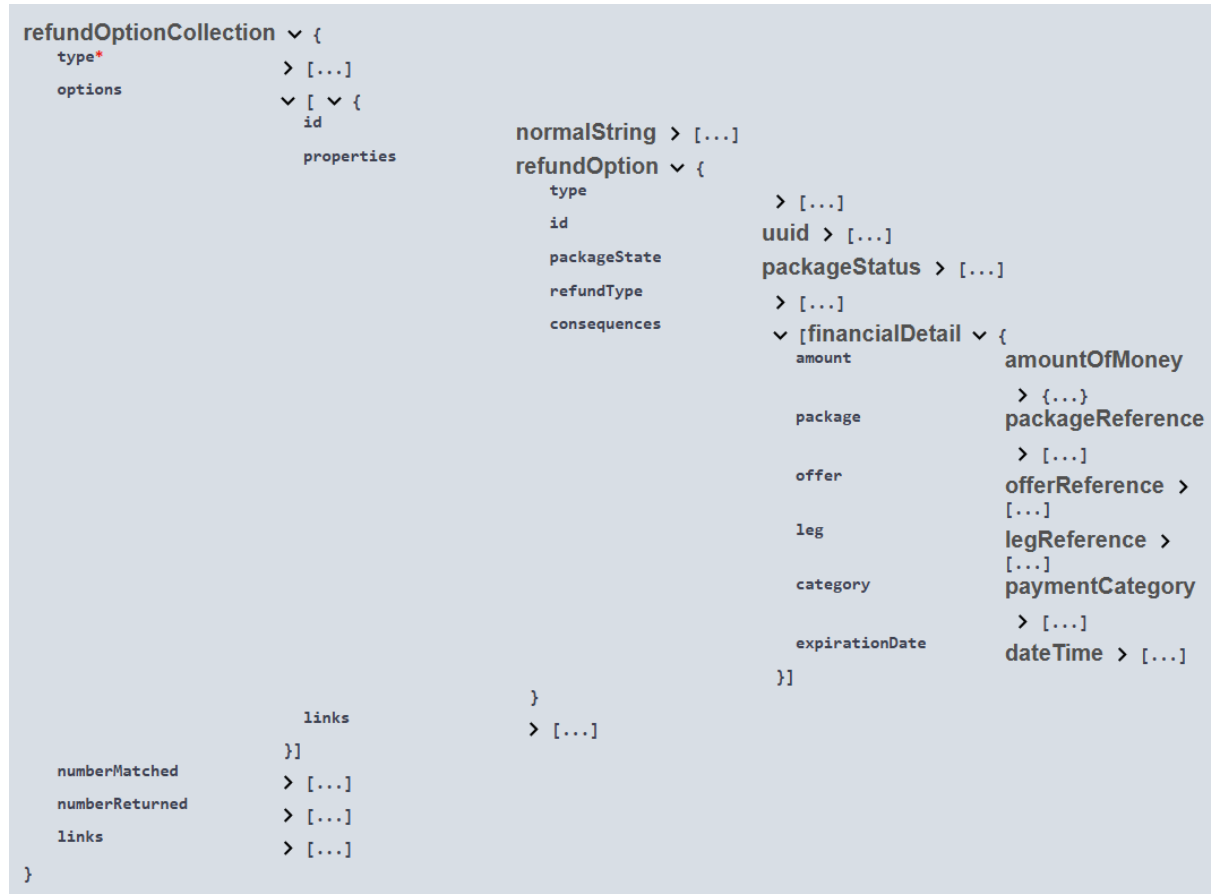 refundOptionCollection {
type*
> [...]
options
[ {
id
normalString > [...]
properties
refundOption {
type
> [...]
id
uuid > [...]
packageState
packageStatus > [...]
refundType
> [...]
consequences
[financialDetail {
amount
amountOfMoney
> {...}
package
packageReference
> [...]
offer
offerReference >
[...]
leg
legReference >
[...]
category
paymentCategory
> [...]
expirationDate
dateTime > [...]
}]
}
links
> [...]
}]
numberMatched
> [...]
numberReturned
> [...]
links
> [...]
}